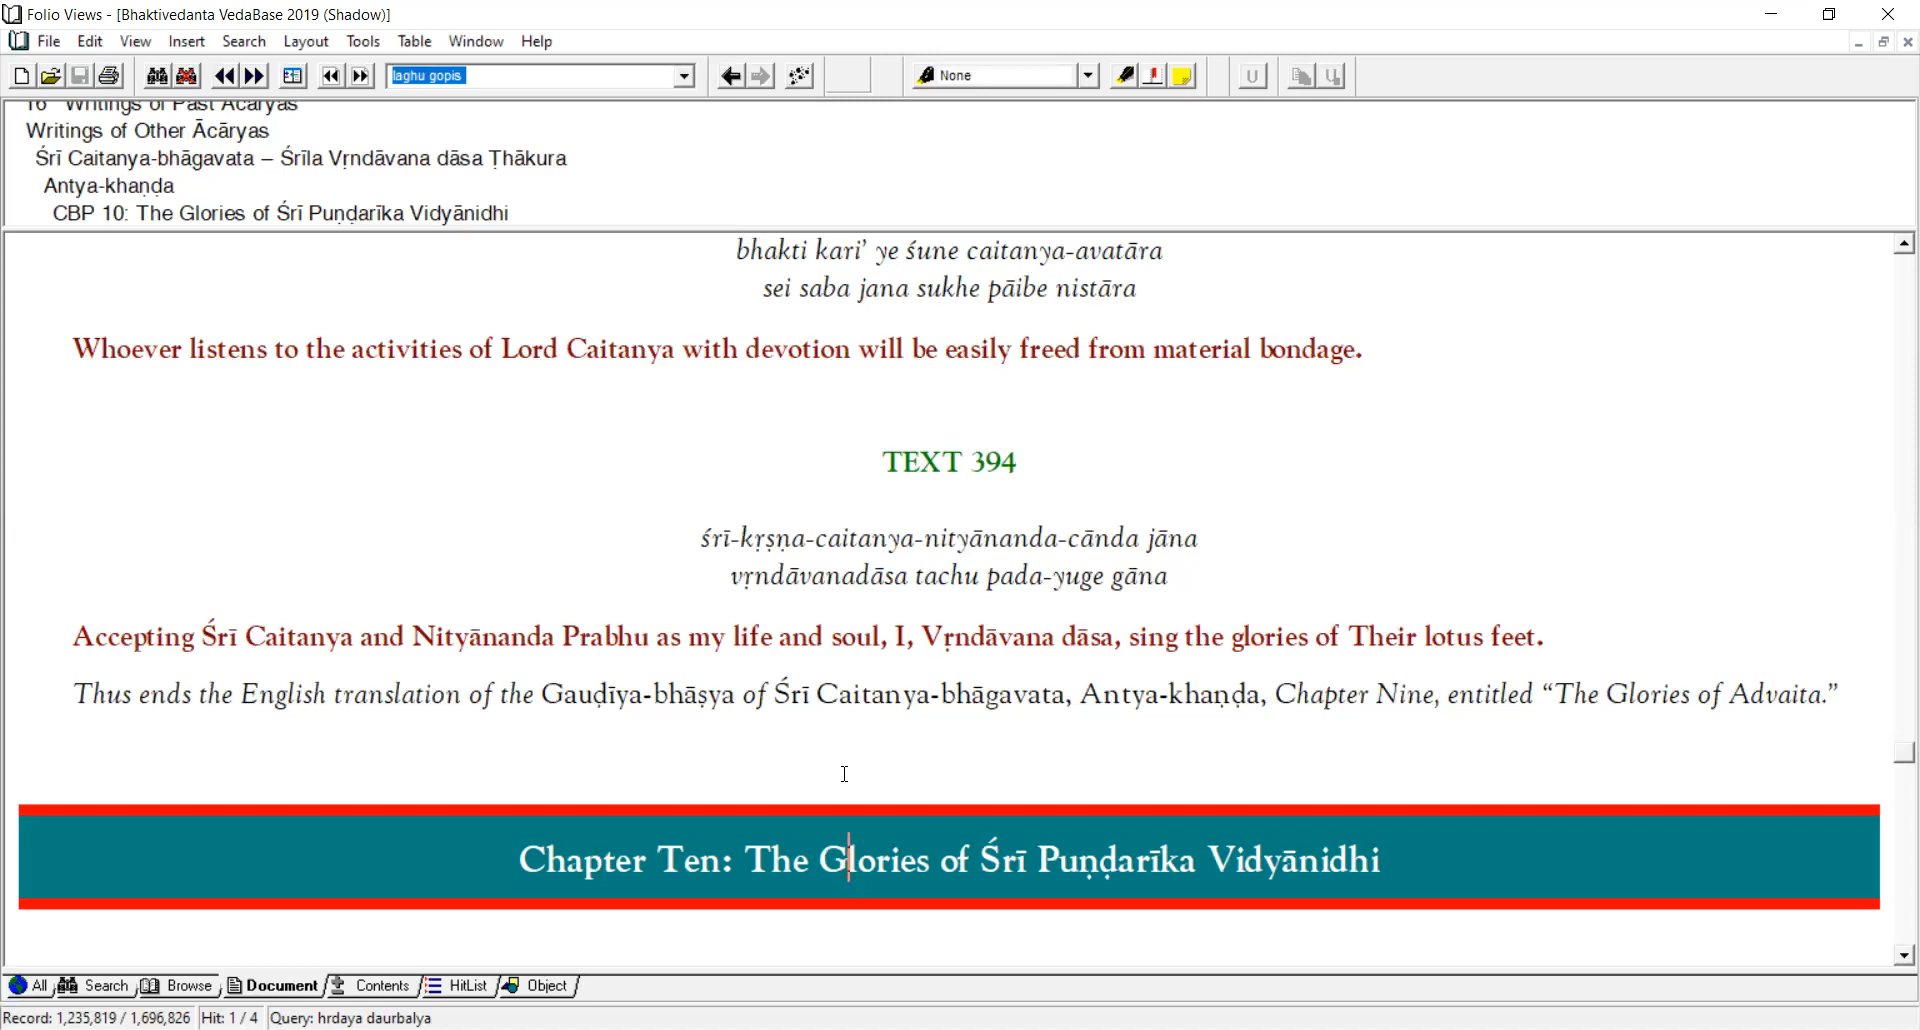 Folio Views - [Bhaktivedanta VedaBase 2019 (Shadow)]
File Edit View Insert Search Layout Tools Table Window Help
laghu gopis None
16 Writings of Past Ācāryas
Writings of Other Ācāryas
Śrī Caitanya-bhāgavata – Śrīla Vṛndāvana dāsa Ṭhākura
Antya-khaṇḍa
CBP 10: The Glories of Śrī Puṇḍarīka Vidyānidhi
bhakti kari’ ye śune caitanya-avatāra
sei saba jana sukhe pāibe nistāra
Whoever listens to the activities of Lord Caitanya with devotion will be easily freed from material bondage.
TEXT 394
śrī-kṛṣṇa-caitanya-nityānanda-cānda jāna
vṛndāvanadāsa tachu pada-yuge gāna
Accepting Śrī Caitanya and Nityānanda Prabhu as my life and soul, I, Vṛndāvana dāsa, sing the glories of Their lotus feet.
Thus ends the English translation of the Gauḍīya-bhāṣya of Śrī Caitanya-bhāgavata, Antya-khaṇḍa, Chapter Nine, entitled “The Glories of Advaita.”
Chapter Ten: The Glories of Śrī Puṇḍarīka Vidyānidhi
All Search Browse Document Contents HitList Object
Record: 1,235,819 / 1,696,826 Hit: 1 / 4 Query: hrdaya daurbalya